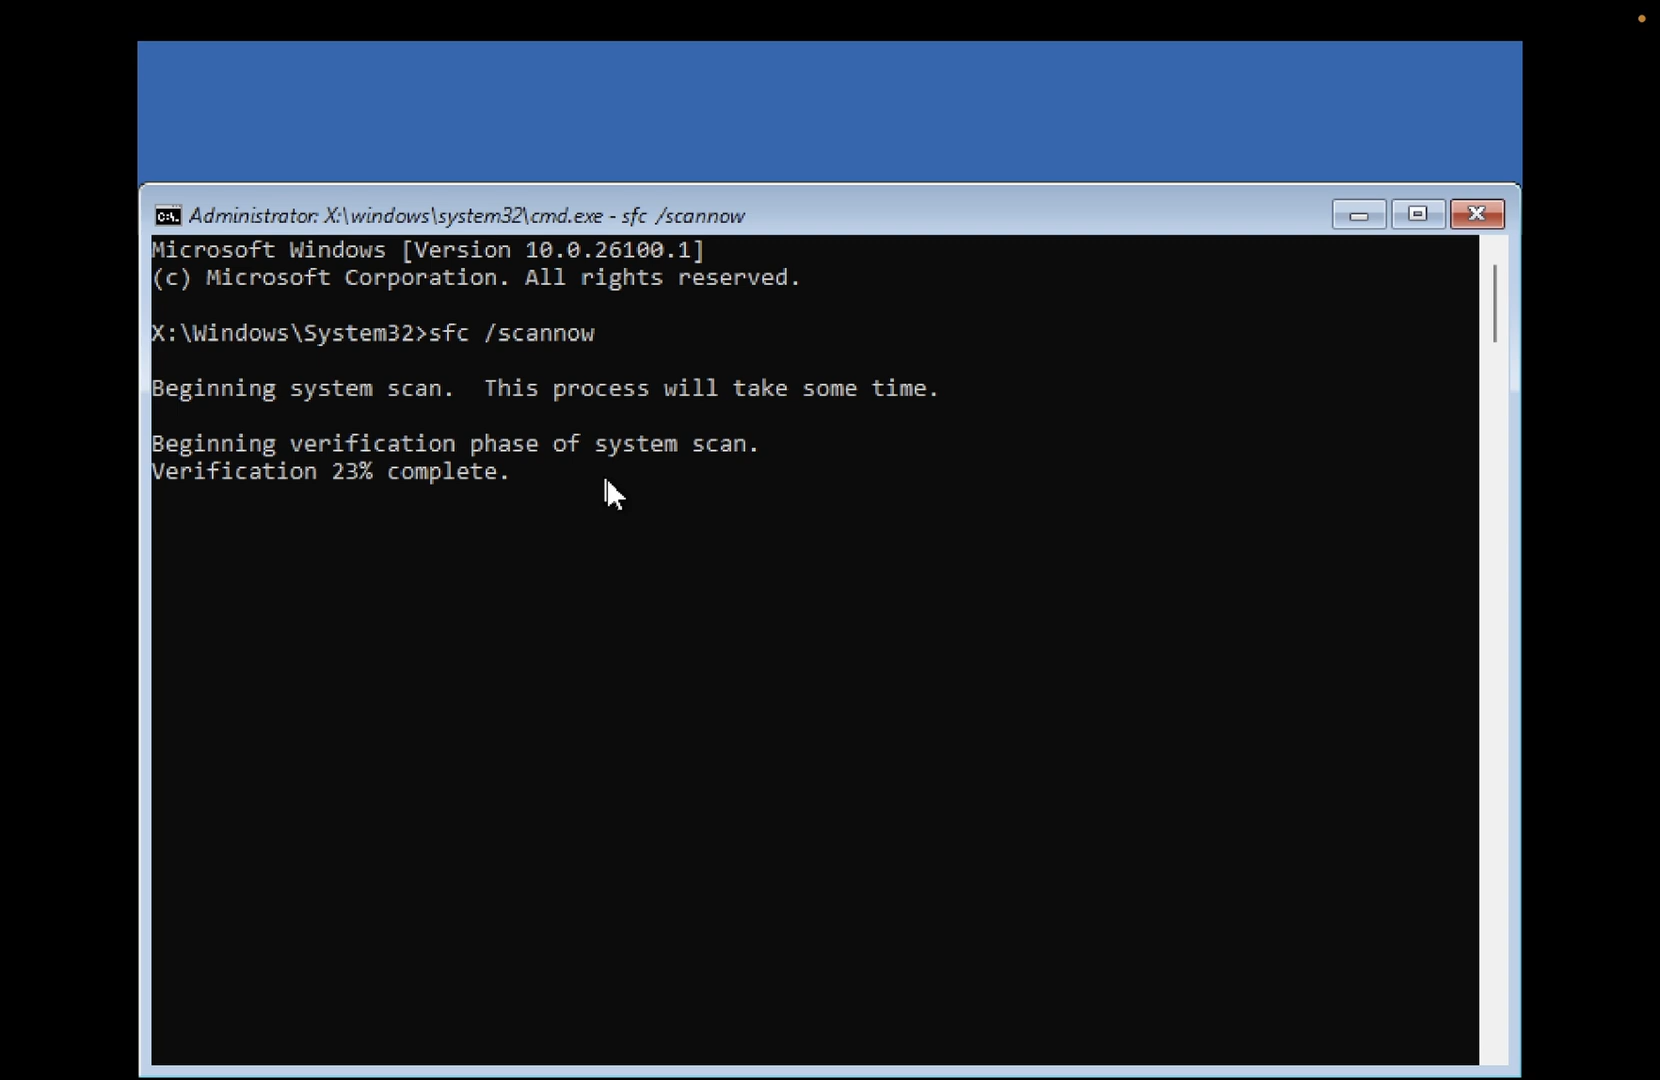 Administrator: X:\windows\system32\cmd.exe - sfc /scannow
Microsoft Windows [Version 10.0.26100.1]
(c) Microsoft Corporation. All rights reserved.
X:\Windows\System32>sfc /scannow
Beginning system scan.  This process will take some time.
Beginning verification phase of system scan.
Verification 23% complete.